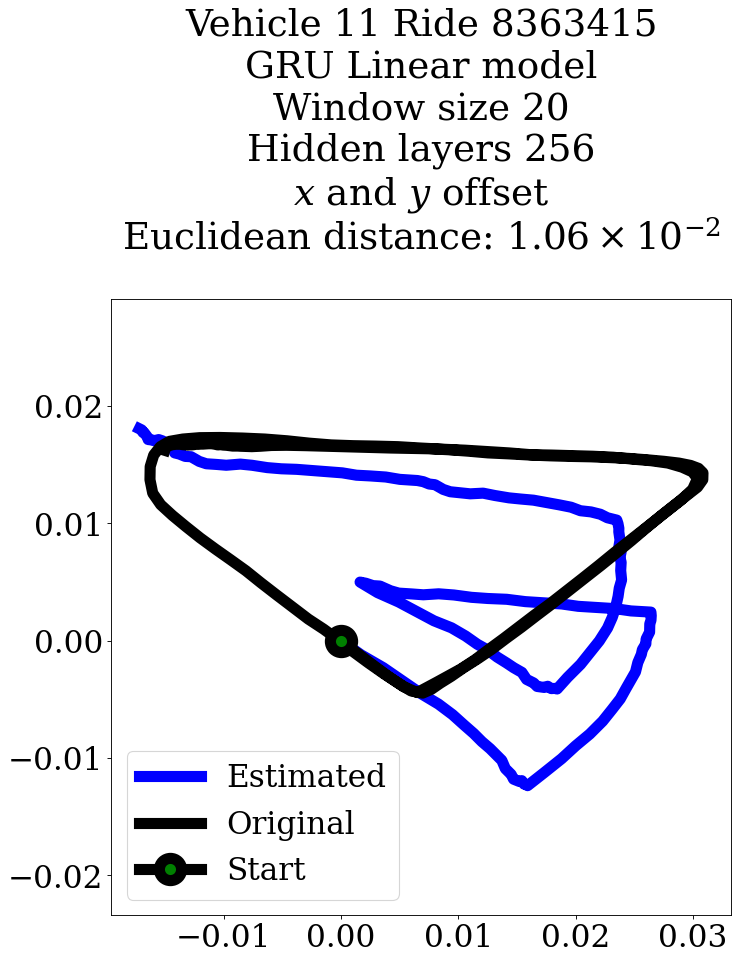 Vehicle 11 Ride 8363415
GRU Linear model
Window size 20
Hidden layers 256
x and y offset
Euclidean distance: 1.06 × 10⁻²
0.02
0.01
0.00
−0.01
−0.02
Estimated
Original
Start
−0.01 0.00 0.01 0.02 0.03